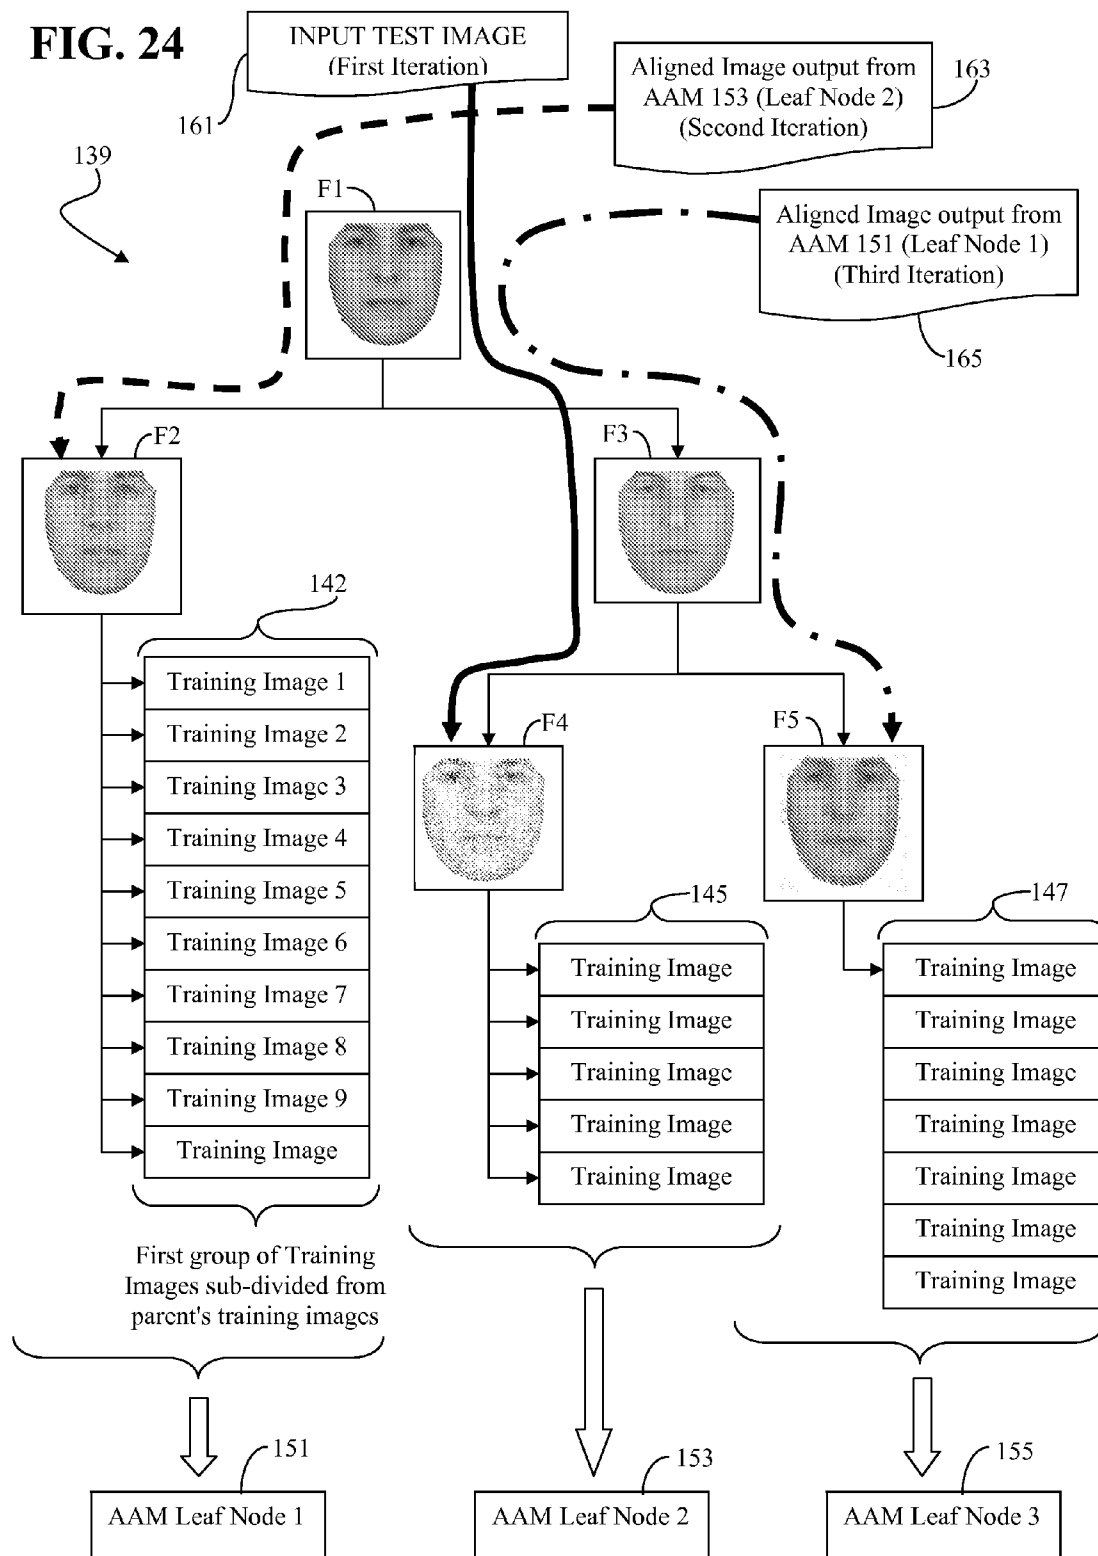 FIG. 24
INPUT TEST IMAGE
(First Iteration)
161
Aligned Image output from
AAM 153 (Leaf Node 2)
(Second Iteration)
163
139
F1
Aligned Image output from
AAM 151 (Leaf Node 1)
(Third Iteration)
165
F2
F3
142
Training Image 1
Training Image 2
Training Image 3
Training Image 4
Training Image 5
Training Image 6
Training Image 7
Training Image 8
Training Image 9
Training Image
First group of Training
Images sub-divided from
parent's training images
F4
F5
145
Training Image
Training Image
Training Image
Training Image
Training Image
147
Training Image
Training Image
Training Image
Training Image
Training Image
Training Image
Training Image
151
AAM Leaf Node 1
153
AAM Leaf Node 2
155
AAM Leaf Node 3